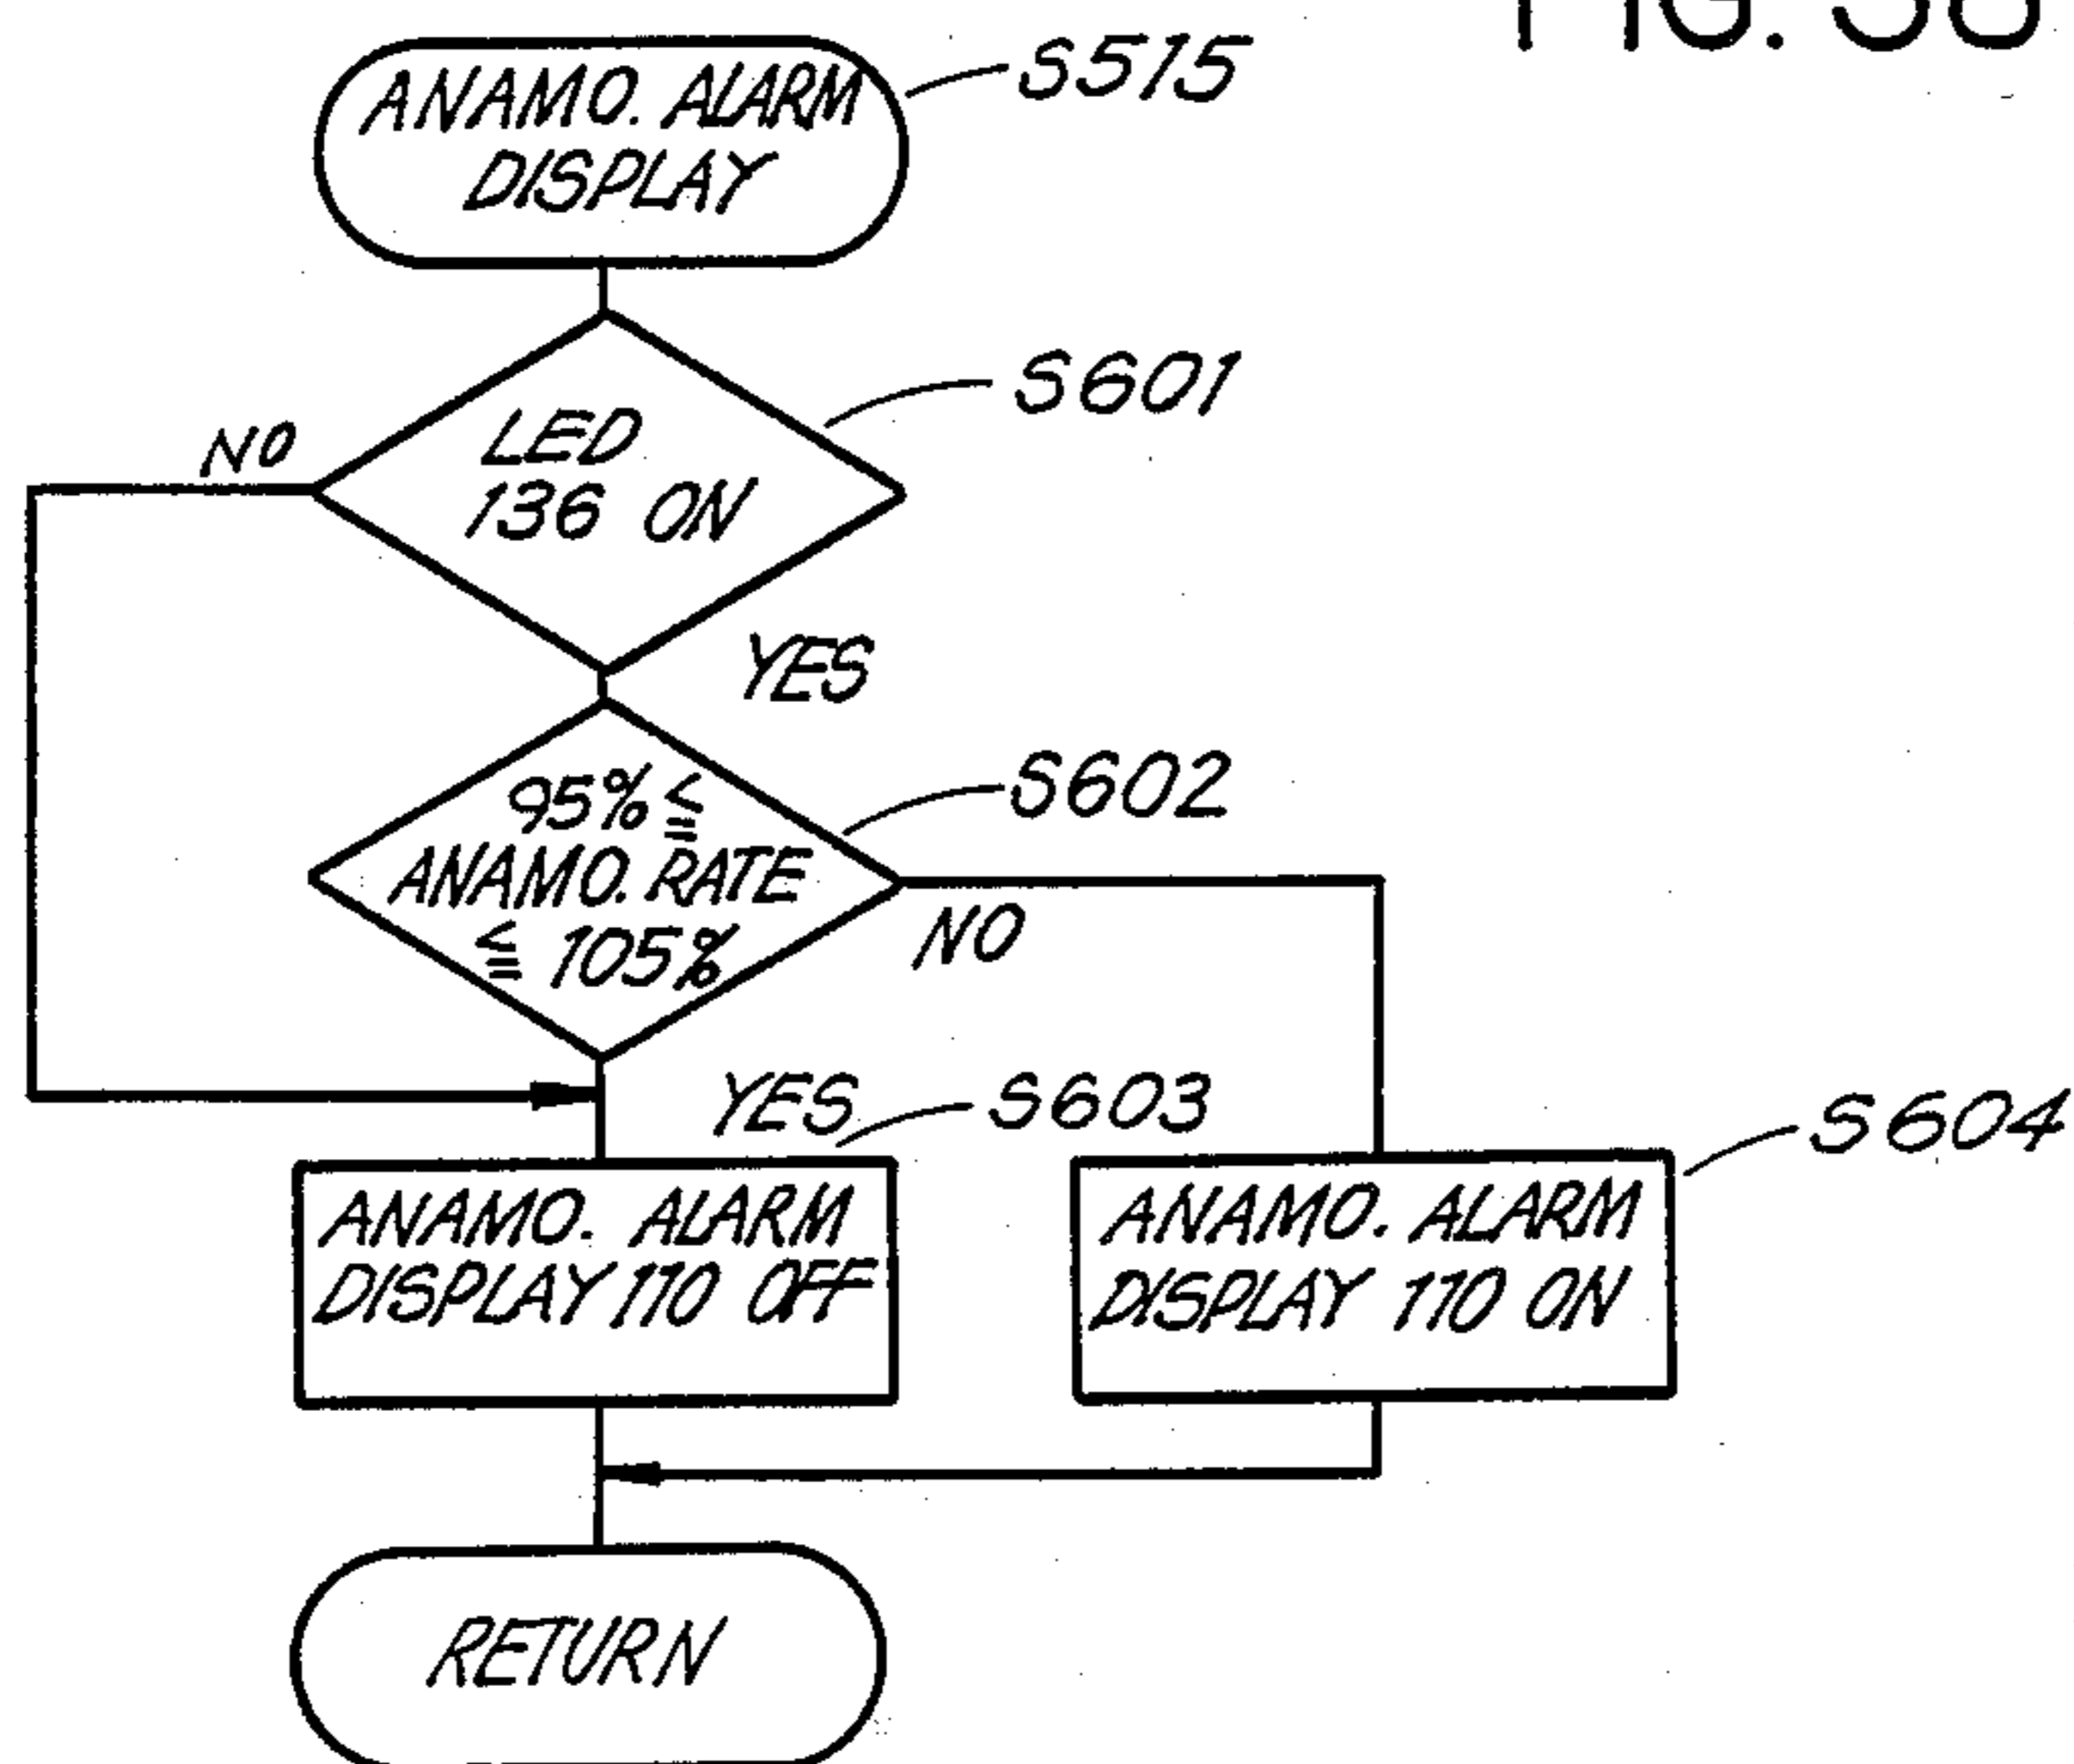 ANAMO. ALARM
DISPLAY
S515
LED
136 ON
S601
NO
YES
95% ≦
ANAMO. RATE
≦ 105%
S602
NO
YES
S603
S604
ANAMO. ALARM
DISPLAY 110 OFF
ANAMO. ALARM
DISPLAY 110 ON
RETURN